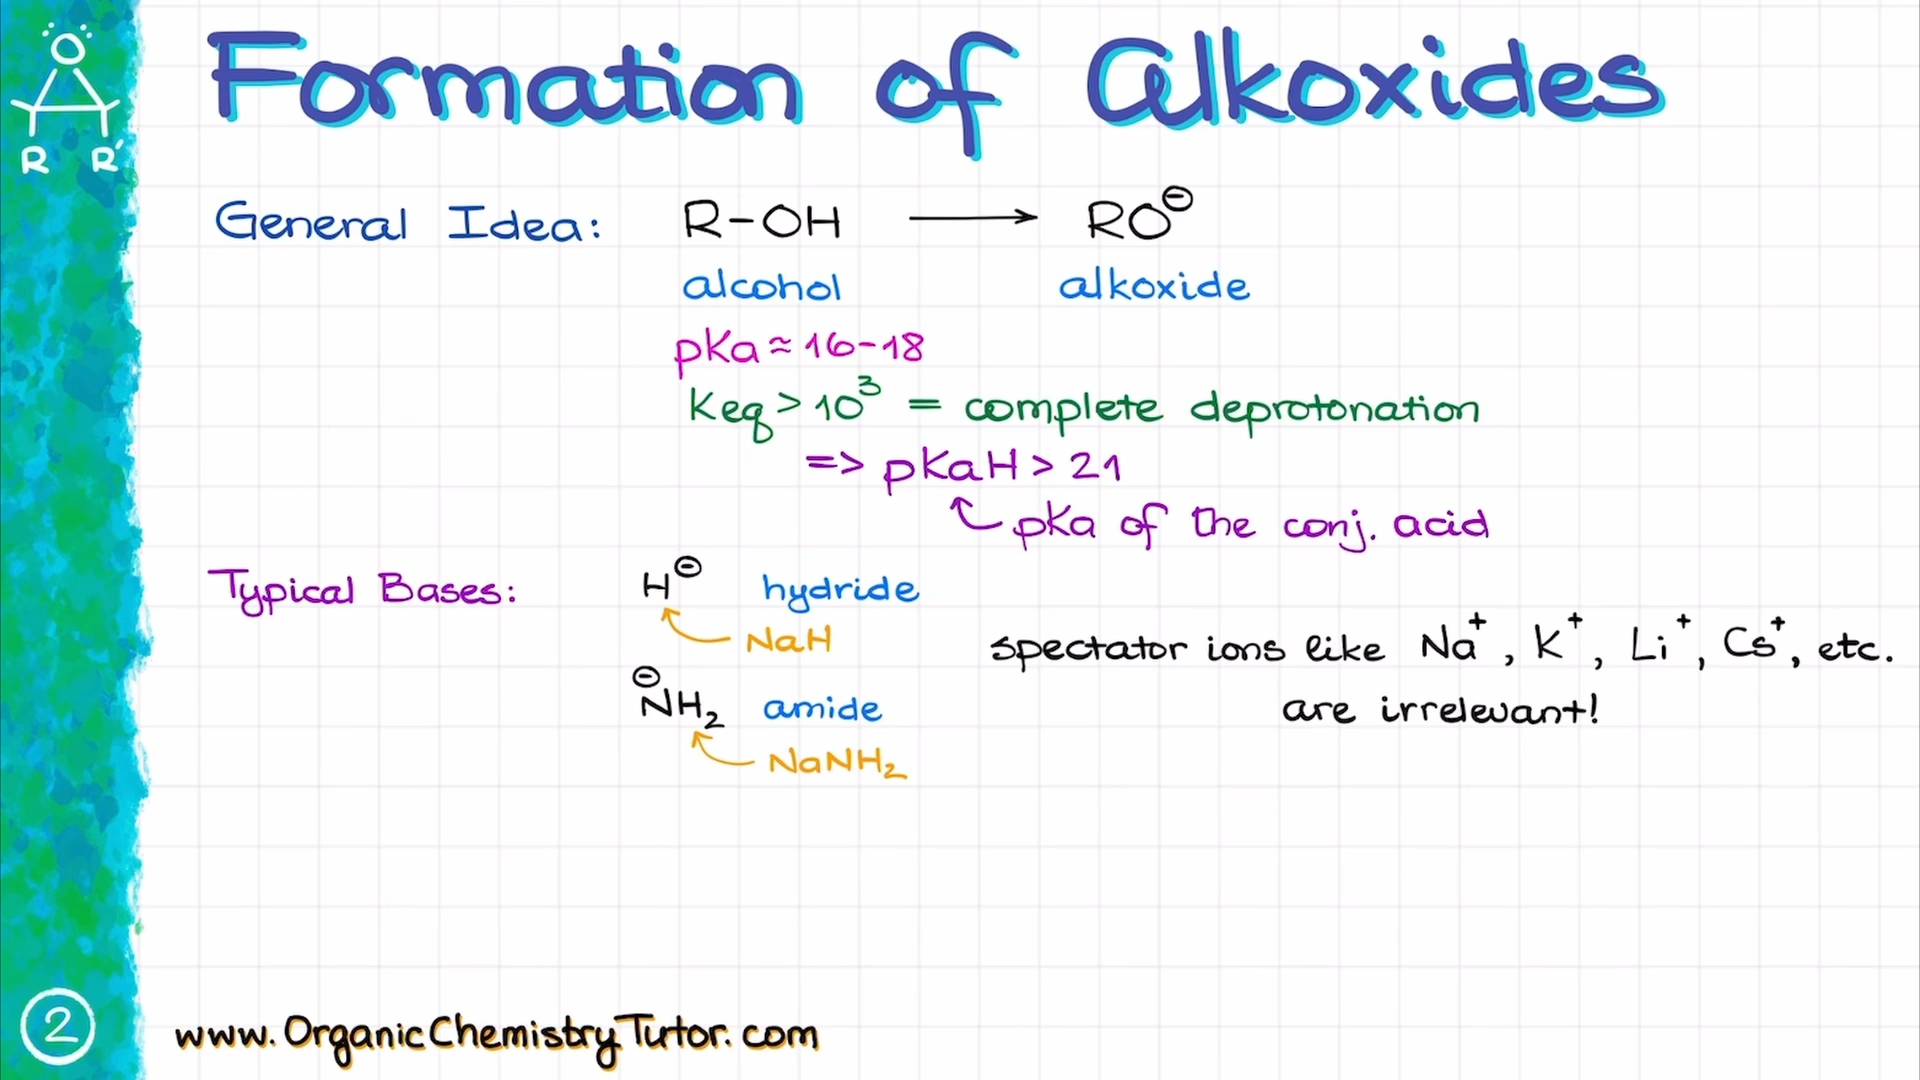 Formation of Alkoxides
R R'
General Idea: R-OH ⟶ RO⊖
alcohol alkoxide
pKa ≈ 16-18
Keq > 10³ = complete deprotonation
=> pKaH > 21
pKa of the conj. acid
Typical Bases: H⊖ hydride
NaH
⊖NH₂ amide
NaNH₂
spectator ions like Na⁺, K⁺, Li⁺, Cs⁺, etc.
are irrelevant!
2
www.OrganicChemistryTutor.com